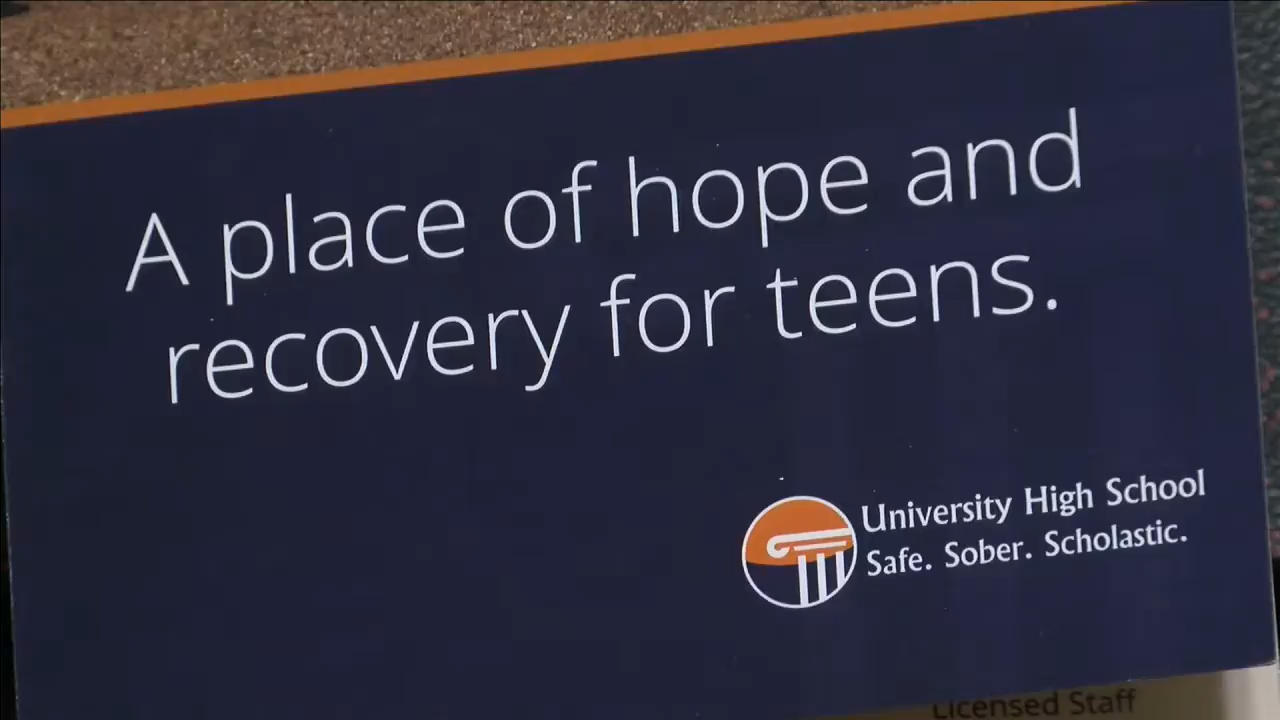 A place of hope and
recovery for teens.
University High School
Safe. Sober. Scholastic.
Licensed Staff